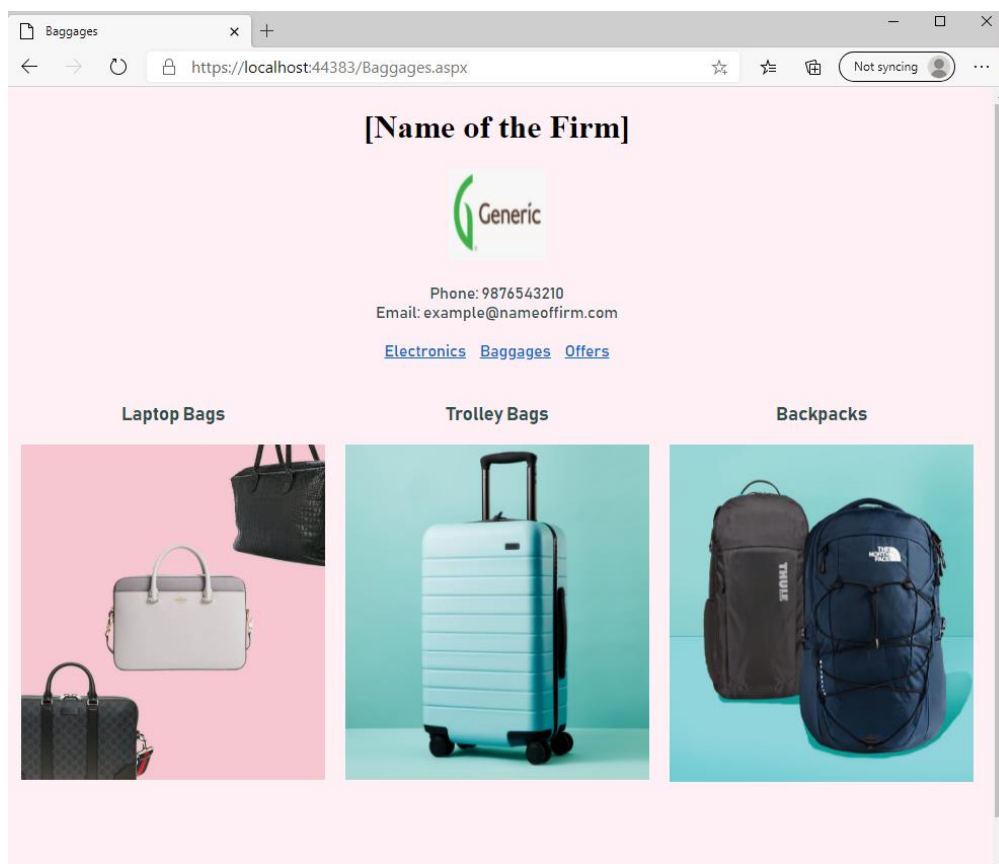 Baggages
https://localhost:44383/Baggages.aspx
Not syncing
[Name of the Firm]
Generic
Phone: 9876543210
Email: example@nameoffirm.com
Electronics Baggages Offers
Laptop Bags Trolley Bags Backpacks
THULE
THE
NORTH
FACE